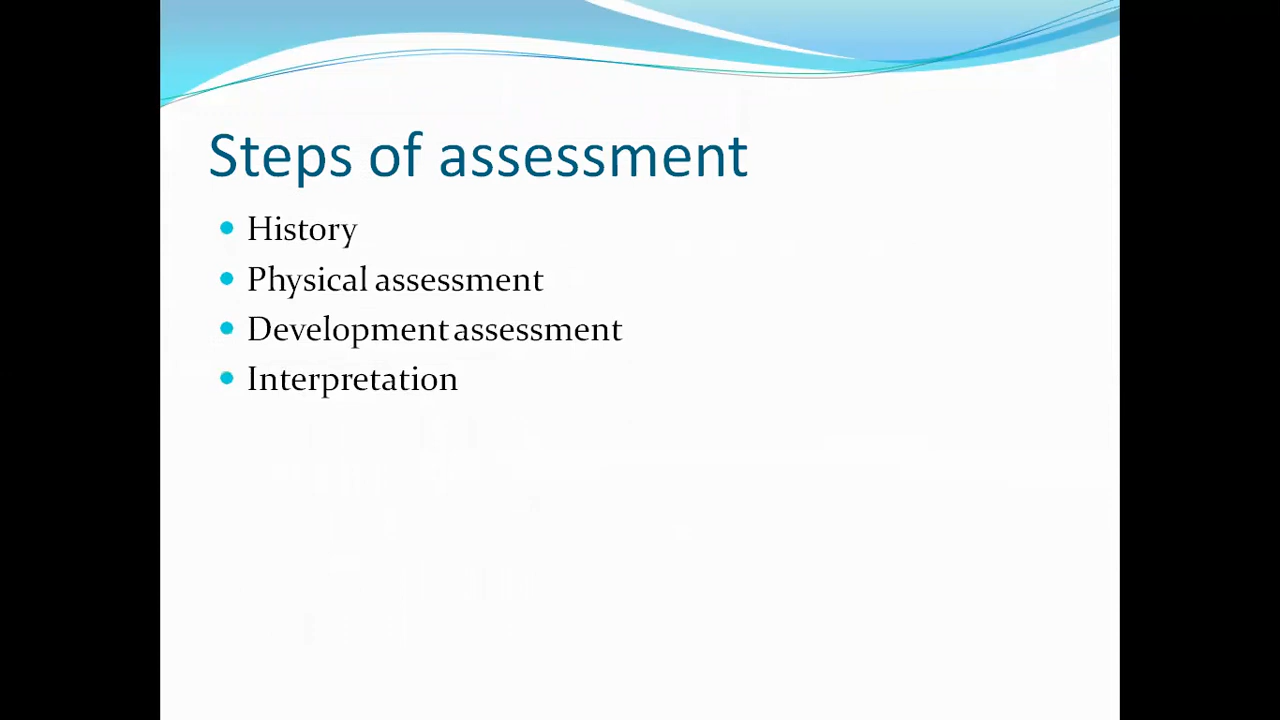 Steps of assessment
History
Physical assessment
Development assessment
Interpretation